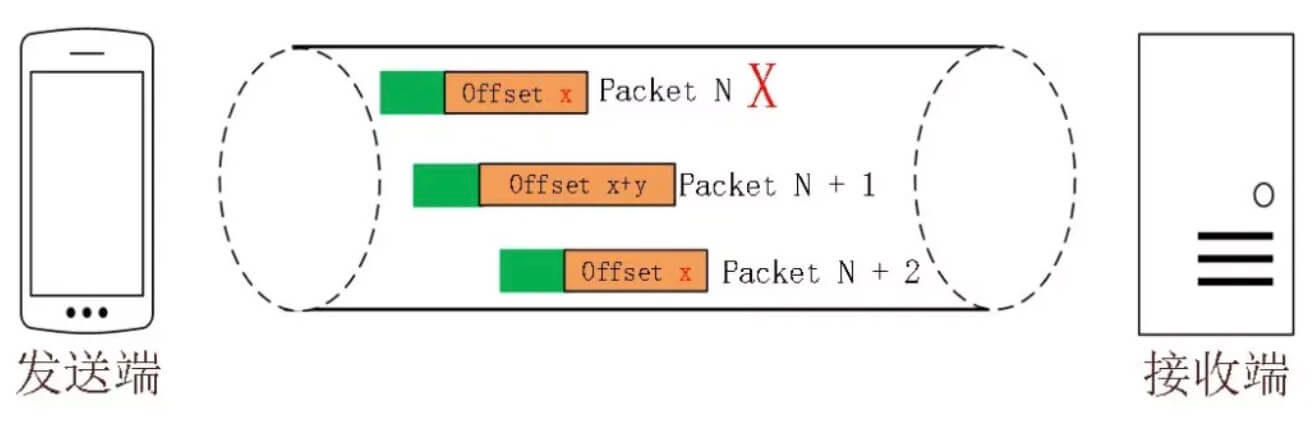 Offset x Packet N X
Offset x+y Packet N + 1
Offset x Packet N + 2
发送端
接收端